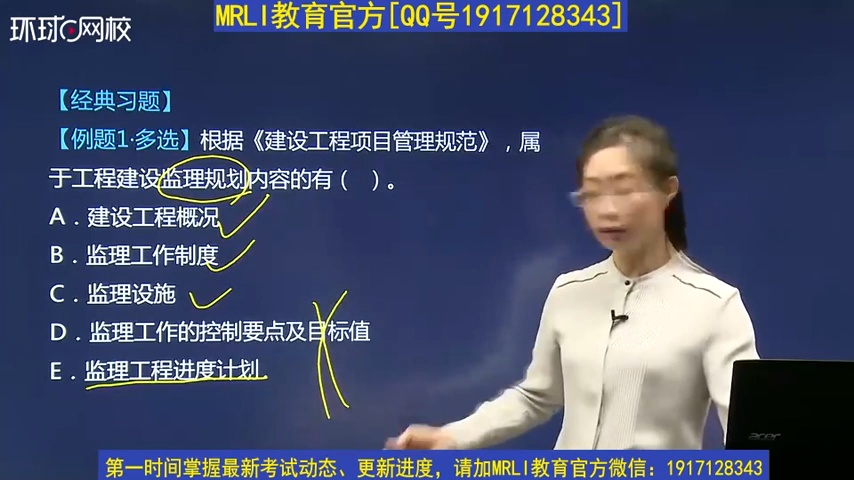 MRLI教育官方[QQ号1917128343]
环球网校
【经典习题】
【例题1·多选】根据《建设工程项目管理规范》，属
于工程建设监理规划内容的有（ ）。
A．建设工程概况
B．监理工作制度
C．监理设施
D．监理工作的控制要点及目标值
E．监理工程进度计划
acer
第一时间掌握最新考试动态、更新进度，请加MRLI教育官方微信：1917128343